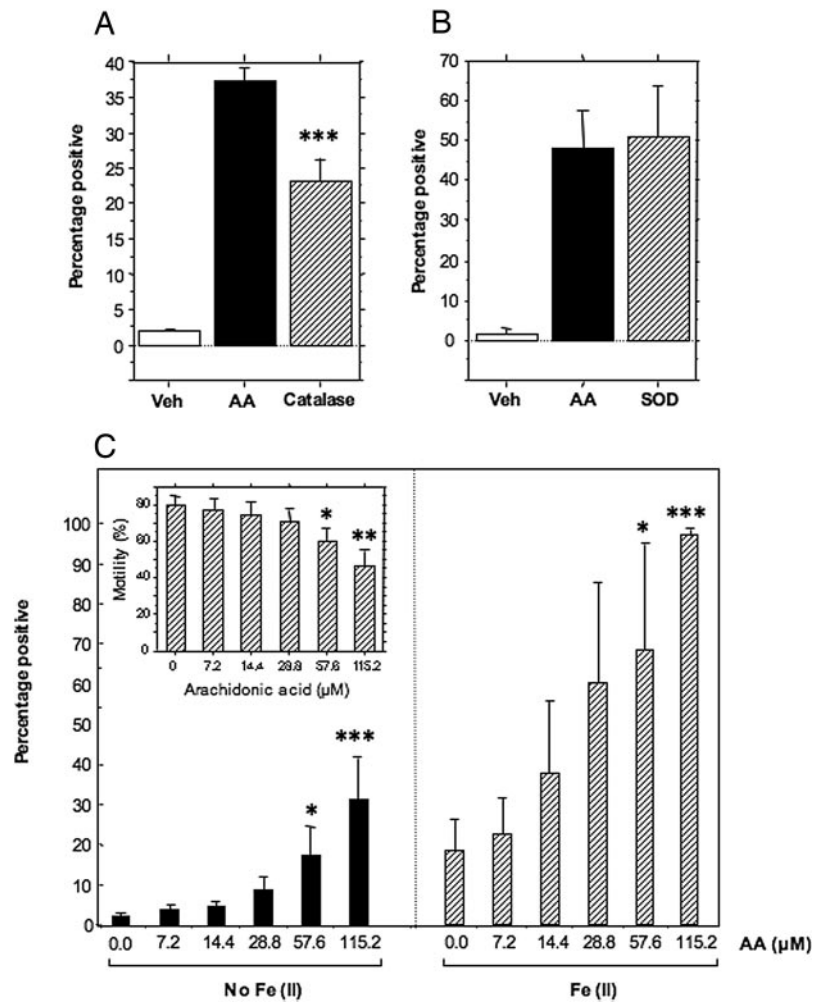 A
40
35
30
25
20
15
10
5
0
Percentage positive
***
Veh AA Catalase
B
70
60
50
40
30
20
10
0
Percentage positive
Veh AA SOD
C
100
90
80
70
60
50
40
30
20
10
0
Percentage positive
80
60
40
20
0
Motility (%)
* **
0 7.2 14.4 28.8 57.6 115.2
Arachidonic acid (µM)
* ***
* ***
0.0 7.2 14.4 28.8 57.6 115.2 0.0 7.2 14.4 28.8 57.6 115.2 AA (µM)
No Fe (II) Fe (II)